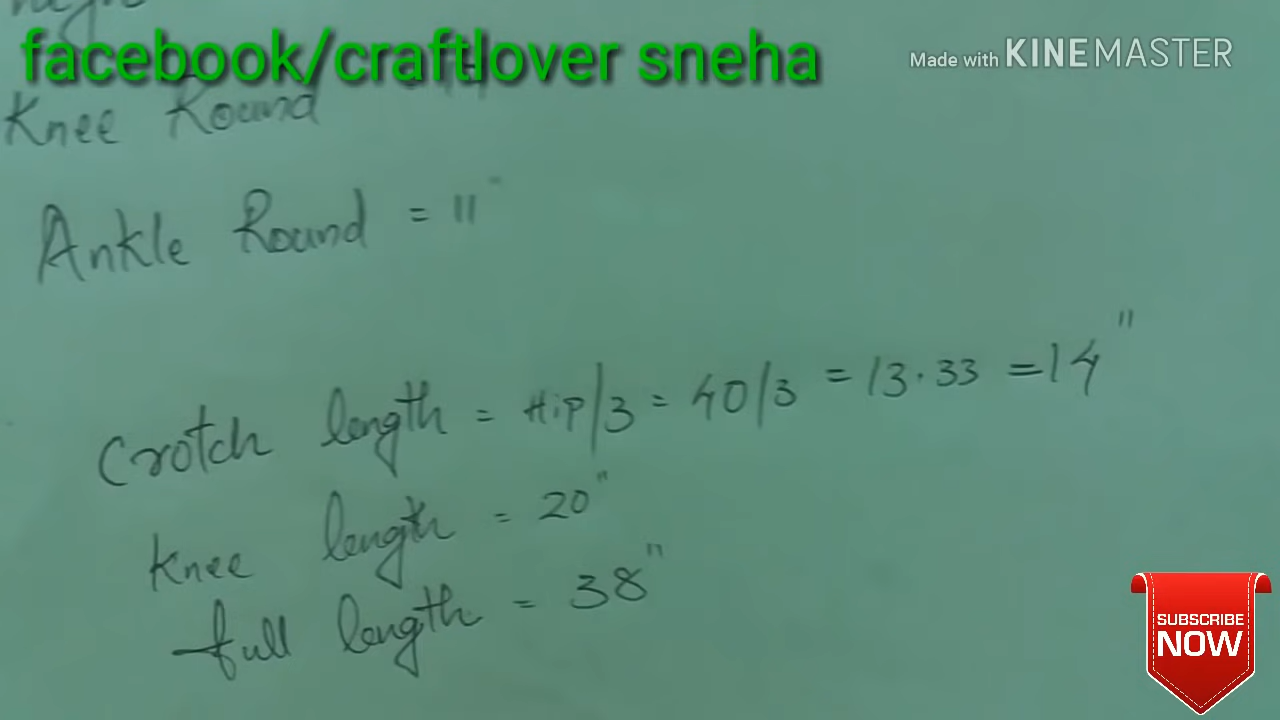 facebook/craftlover sneha
Made with KINEMASTER
Knee Round
Ankle Round = 11"
Crotch length = Hip/3 = 40/3 = 13.33 = 14"
Knee length = 20"
full length = 38"
SUBSCRIBE
NOW